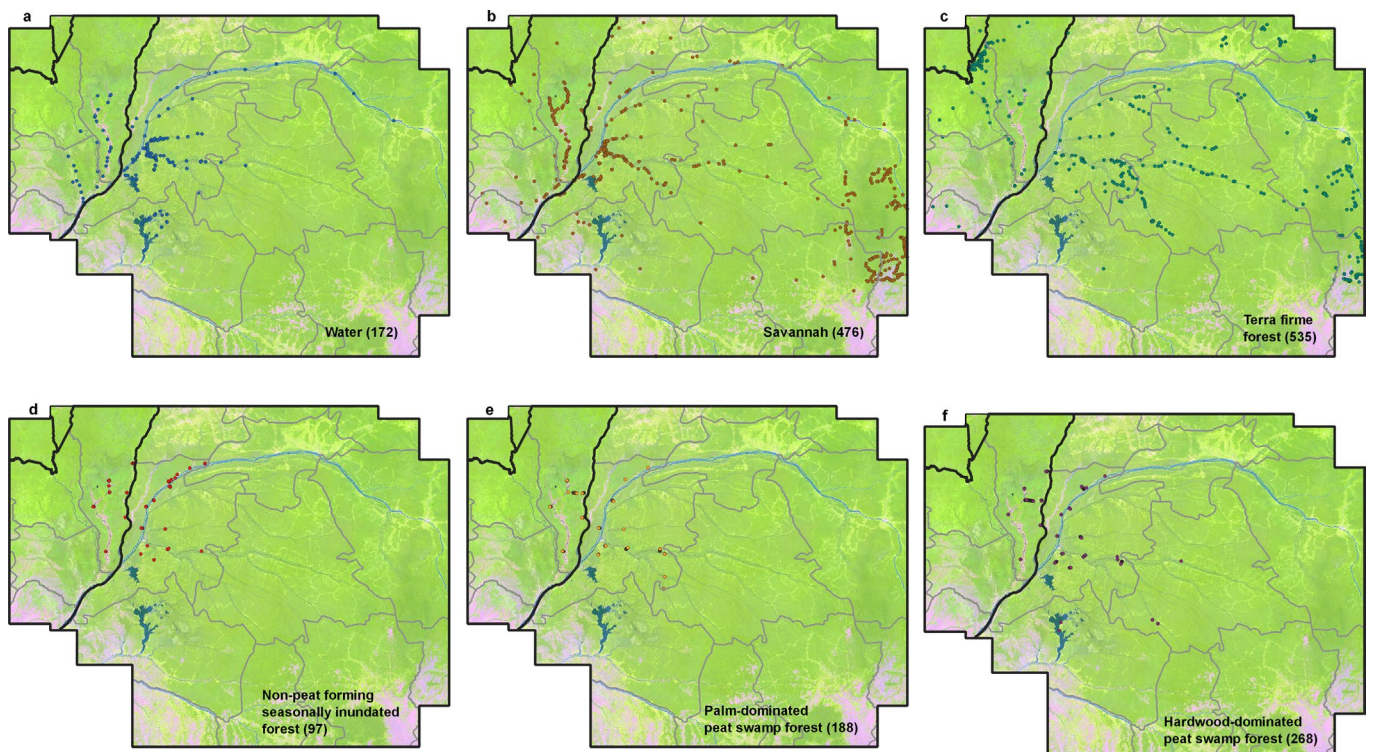 a
b
c
Water (172)
Savannah (476)
Terra firme
forest (535)
d
e
f
Non-peat forming
seasonally inundated
forest (97)
Palm-dominated
peat swamp forest (188)
Hardwood-dominated
peat swamp forest (268)